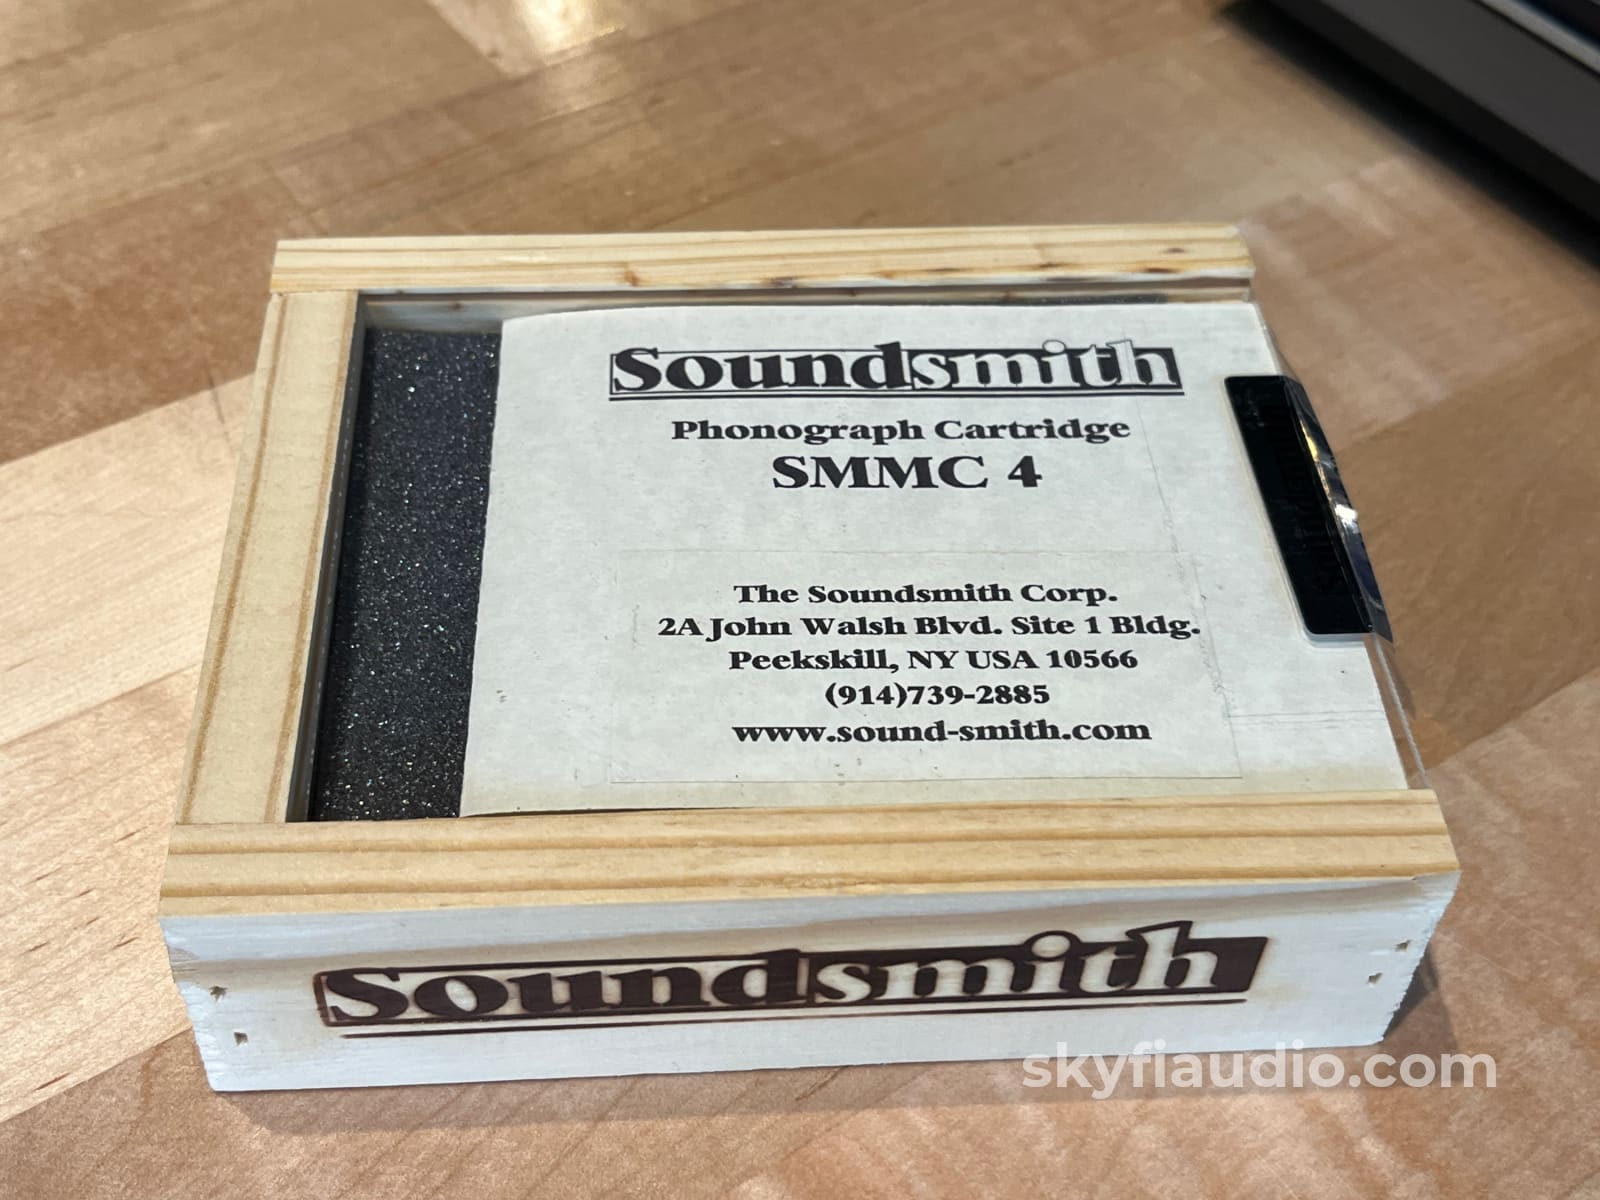 Soundsmith
Phonograph Cartridge
SMMC 4
The Soundsmith Corp.
2A John Walsh Blvd. Site 1 Bldg.
Peekskill, NY USA 10566
(914)739-2885
www.sound-smith.com
Soundsmith
skyfiaudio.com